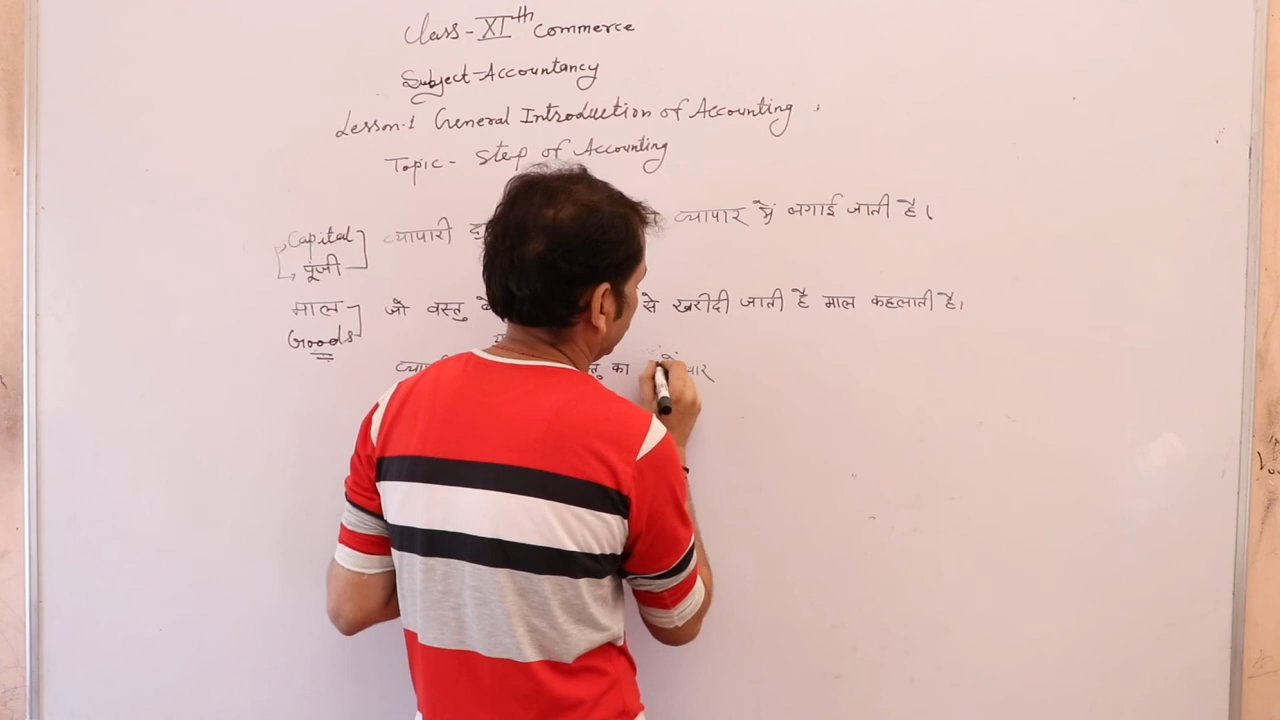 Class - XIth Commerce
Subject - Accountancy
Lesson.1 General Introduction of Accounting
Topic - Step of Accounting
Capital व्यापारी व्यापार में लगाई जाती है।
पूंजी
माल जो वस्तु से खरीदी जाती है माल कहलाती है।
Goods
का